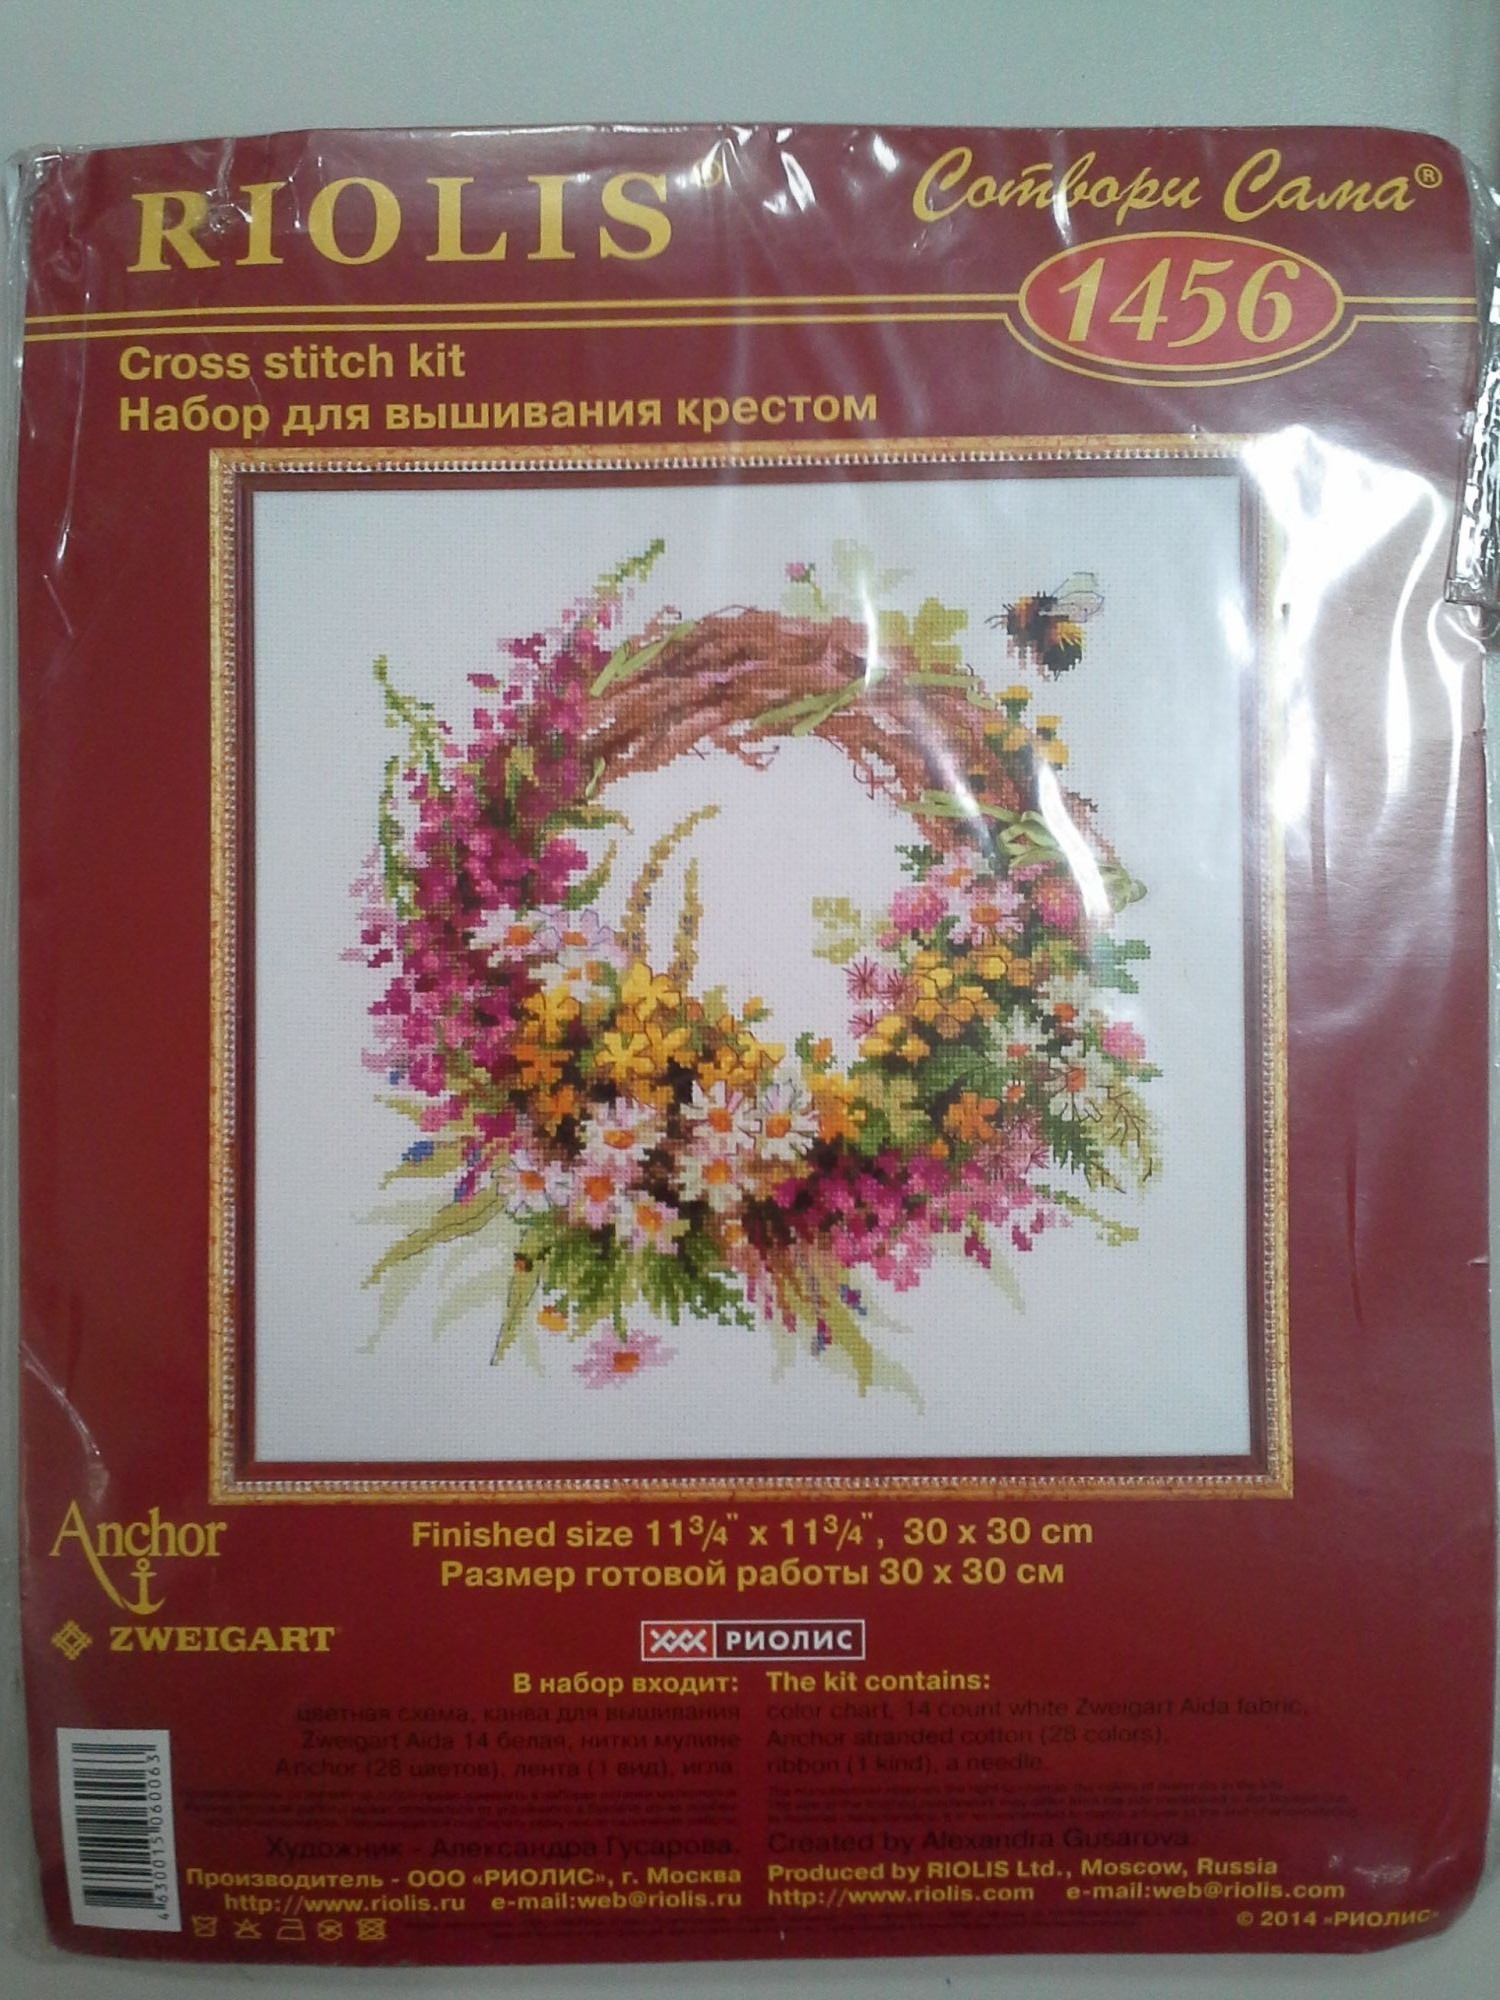 RIOLIS
Сотвори Сама®
1456
Cross stitch kit
Набор для вышивания крестом
Anchor
Finished size 11¾" x 11¾", 30 x 30 cm
Размер готовой работы 30 x 30 см
ZWEIGART
РИОЛИС
В набор входит:
цветная схема, канва для вышивания
Zweigart Aida 14 белая, нитки мулине
Anchor (28 цветов), лента (1 вид), игла.
Художник - Александра Гусарова.
Производитель - ООО «РИОЛИС», г. Москва
http://www.riolis.ru e-mail:web@riolis.ru
The kit contains:
color chart, 14 count white Zweigart Aida fabric,
Anchor stranded cotton (28 colors),
ribbon (1 kind), a needle.
Created by Alexandra Gusarova.
Produced by RIOLIS Ltd., Moscow, Russia
http://www.riolis.com e-mail:web@riolis.com
© 2014 «РИОЛИС»
4 630015 060063